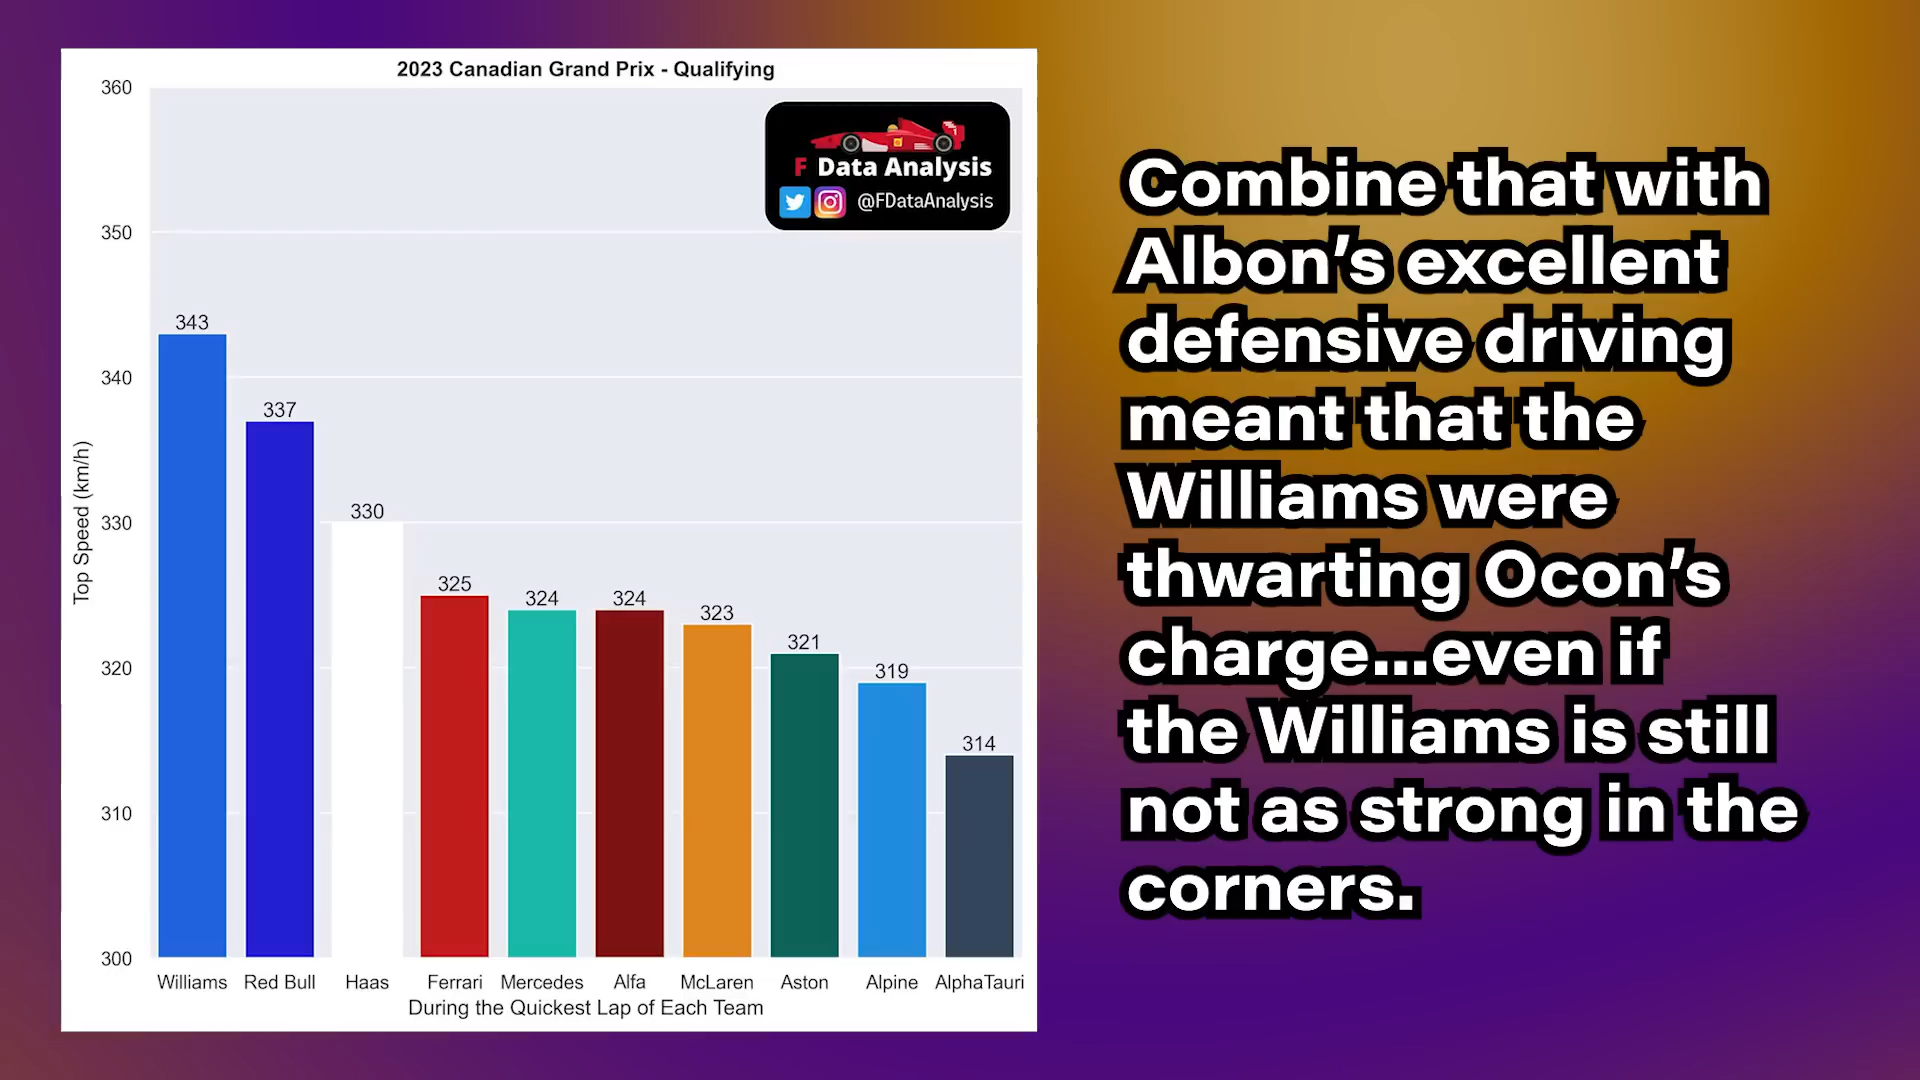 2023 Canadian Grand Prix - Qualifying
360
350
340
330
320
310
300
Top Speed (km/h)
F Data Analysis
@FDataAnalysis
343
337
330
325
324
324
323
321
319
314
Williams Red Bull Haas Ferrari Mercedes Alfa McLaren Aston Alpine AlphaTauri
During the Quickest Lap of Each Team
Combine that with
Albon’s excellent
defensive driving
meant that the
Williams were
thwarting Ocon’s
charge...even if
the Williams is still
not as strong in the
corners.